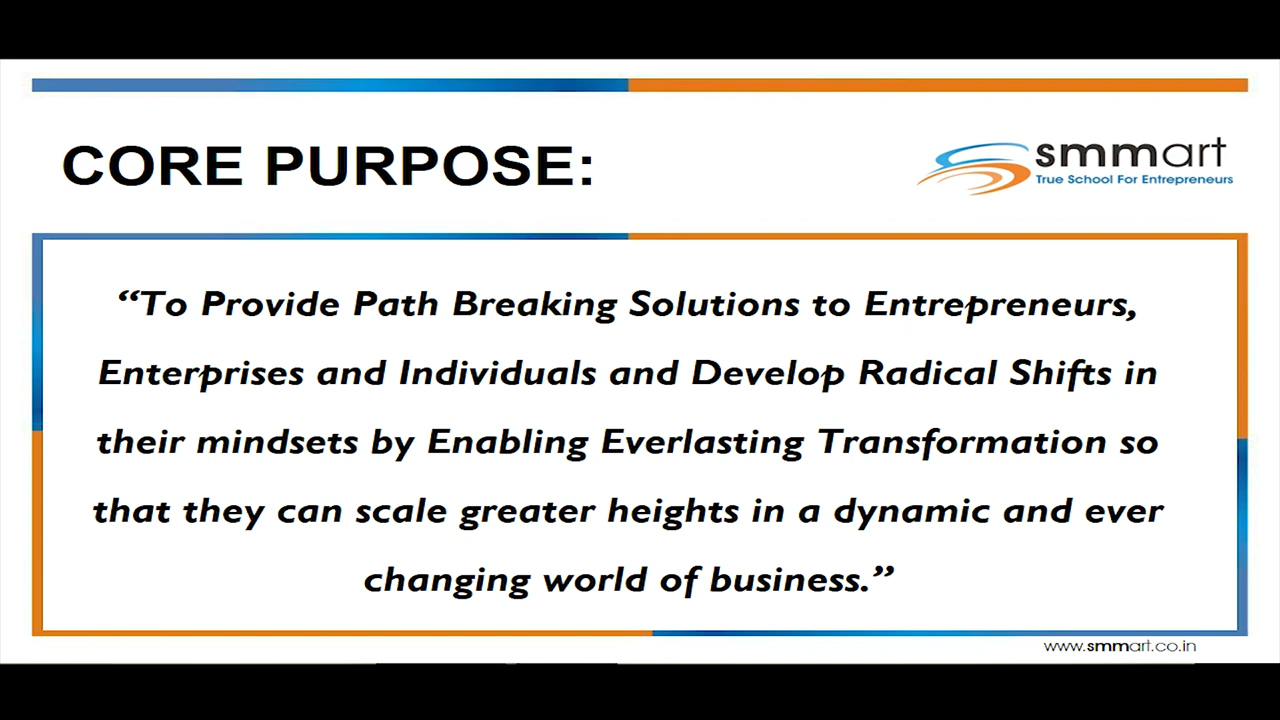 CORE PURPOSE:
smmart
True School For Entrepreneurs
“To Provide Path Breaking Solutions to Entrepreneurs,
Enterprises and Individuals and Develop Radical Shifts in
their mindsets by Enabling Everlasting Transformation so
that they can scale greater heights in a dynamic and ever
changing world of business.”
www.smmart.co.in